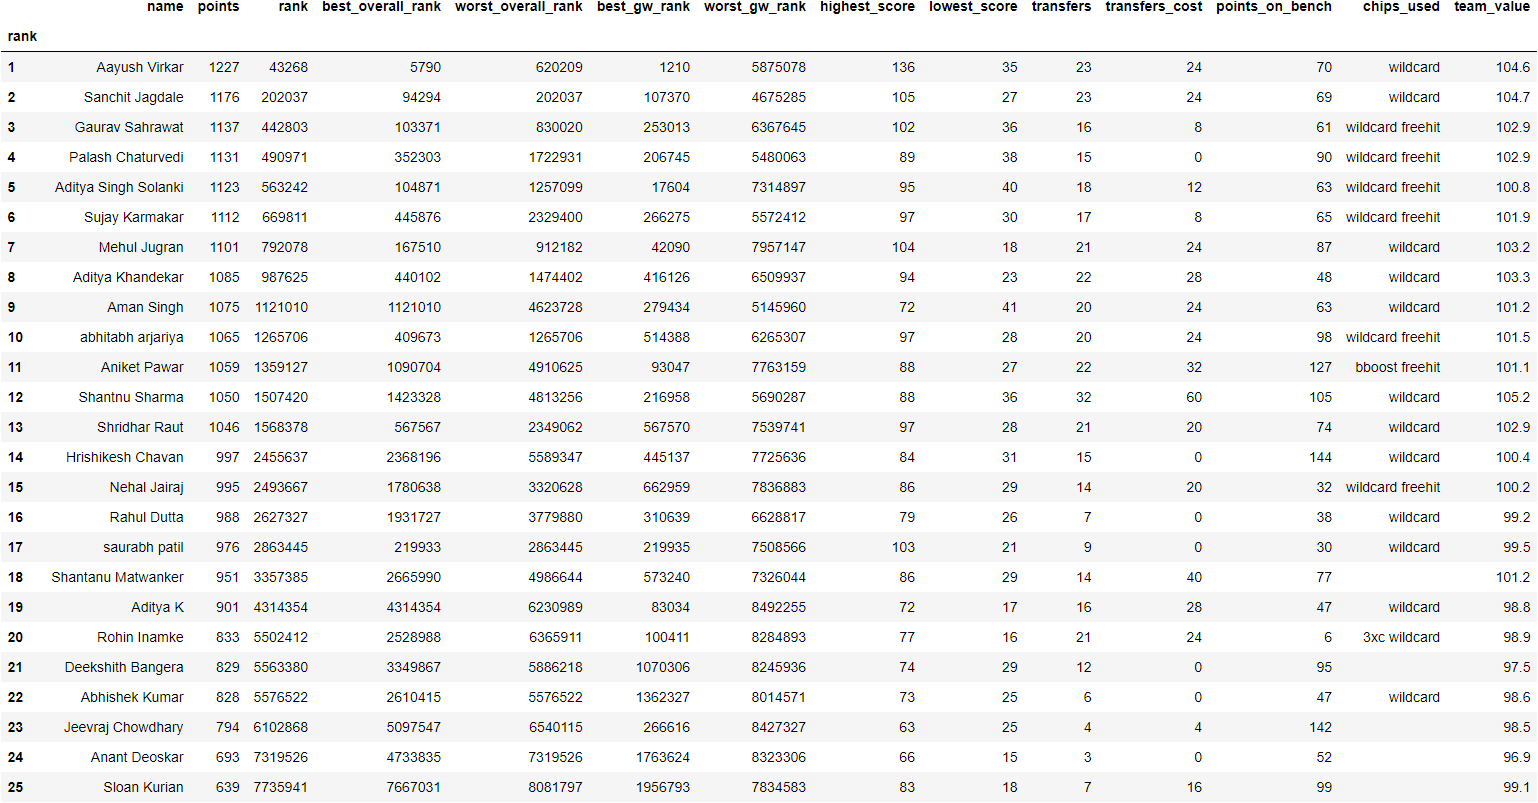 name points rank best_overall_rank worst_overall_rank best_gw_rank worst_gw_rank highest_score lowest_score transfers transfers_cost points_on_bench chips_used team_value
rank
1 Aayush Virkar 1227 43268 5790 620209 1210 5875078 136 35 23 24 70 wildcard 104.6
2 Sanchit Jagdale 1176 202037 94294 202037 107370 4675285 105 27 23 24 69 wildcard 104.7
3 Gaurav Sahrawat 1137 442803 103371 830020 253013 6367645 102 36 16 8 61 wildcard freehit 102.9
4 Palash Chaturvedi 1131 490971 352303 1722931 206745 5480063 89 38 15 0 90 wildcard freehit 102.9
5 Aditya Singh Solanki 1123 563242 104871 1257099 17604 7314897 95 40 18 12 63 wildcard freehit 100.8
6 Sujay Karmakar 1112 669811 445876 2329400 266275 5572412 97 30 17 8 65 wildcard freehit 101.9
7 Mehul Jugran 1101 792078 167510 912182 42090 7957147 104 18 21 24 87 wildcard 103.2
8 Aditya Khandekar 1085 987625 440102 1474402 416126 6509937 94 23 22 28 48 wildcard 103.3
9 Aman Singh 1075 1121010 1121010 4623728 279434 5145960 72 41 20 24 63 wildcard 101.2
10 abhitabh arjariya 1065 1265706 409673 1265706 514388 6265307 97 28 20 24 98 wildcard freehit 101.5
11 Aniket Pawar 1059 1359127 1090704 4910625 93047 7763159 88 27 22 32 127 bboost freehit 101.1
12 Shantnu Sharma 1050 1507420 1423328 4813256 216958 5690287 88 36 32 60 105 wildcard 105.2
13 Shridhar Raut 1046 1568378 567567 2349062 567570 7539741 97 28 21 20 74 wildcard 102.9
14 Hrishikesh Chavan 997 2455637 2368196 5589347 445137 7725636 84 31 15 0 144 wildcard 100.4
15 Nehal Jairaj 995 2493667 1780638 3320628 662959 7836883 86 29 14 20 32 wildcard freehit 100.2
16 Rahul Dutta 988 2627327 1931727 3779880 310639 6628817 79 26 7 0 38 wildcard 99.2
17 saurabh patil 976 2863445 219933 2863445 219935 7508566 103 21 9 0 30 wildcard 99.5
18 Shantanu Matwanker 951 3357385 2665990 4986644 573240 7326044 86 29 14 40 77 101.2
19 Aditya K 901 4314354 4314354 6230989 83034 8492255 72 17 16 28 47 wildcard 98.8
20 Rohin Inamke 833 5502412 2528988 6365911 100411 8284893 77 16 21 24 6 3xc wildcard 98.9
21 Deekshith Bangera 829 5563380 3349867 5886218 1070306 8245936 74 29 12 0 95 97.5
22 Abhishek Kumar 828 5576522 2610415 5576522 1362327 8014571 73 25 6 0 47 wildcard 98.6
23 Jeevraj Chowdhary 794 6102868 5097547 6540115 266616 8427327 63 25 4 4 142 98.5
24 Anant Deoskar 693 7319526 4733835 7319526 1763624 8323306 66 15 3 0 52 96.9
25 Sloan Kurian 639 7735941 7667031 8081797 1956793 7834583 83 18 7 16 99 99.1